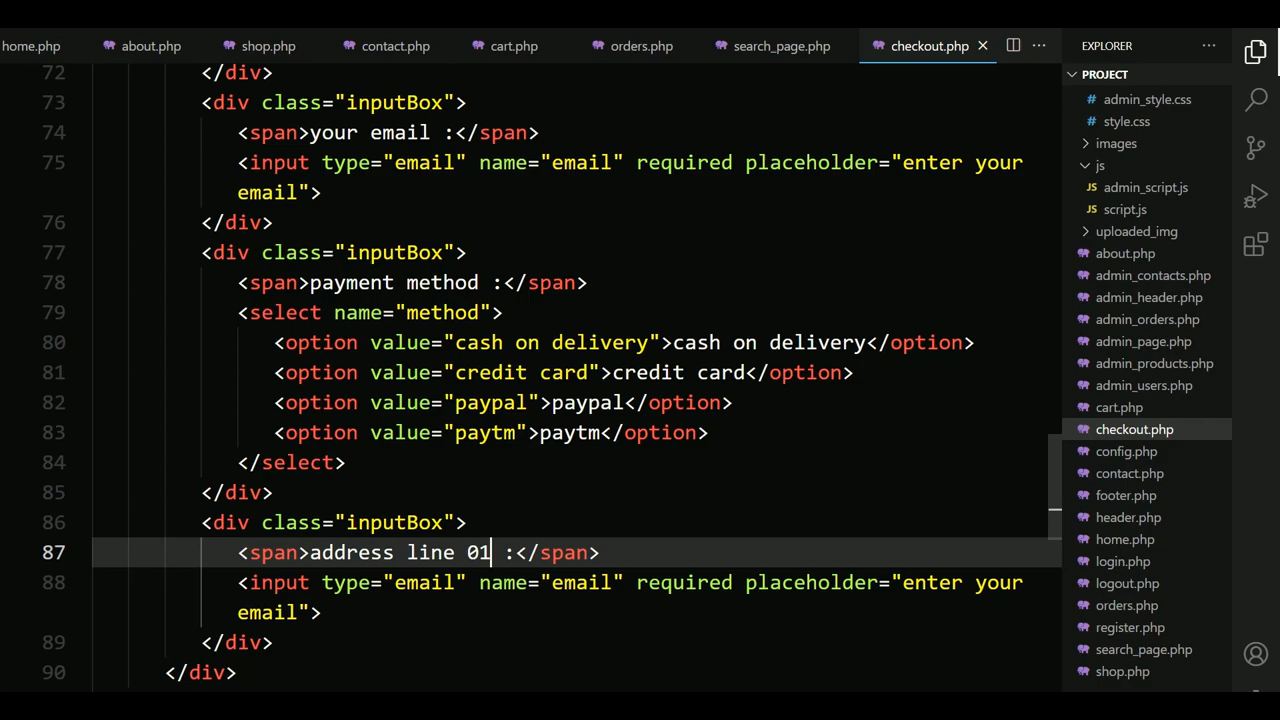 home.php about.php shop.php contact.php cart.php orders.php search_page.php checkout.php ··· EXPLORER ···
72 </div>
73 <div class="inputBox">
74 <span>your email :</span>
75 <input type="email" name="email" required placeholder="enter your
email">
76 </div>
77 <div class="inputBox">
78 <span>payment method :</span>
79 <select name="method">
80 <option value="cash on delivery">cash on delivery</option>
81 <option value="credit card">credit card</option>
82 <option value="paypal">paypal</option>
83 <option value="paytm">paytm</option>
84 </select>
85 </div>
86 <div class="inputBox">
87 <span>address line 01 :</span>
88 <input type="email" name="email" required placeholder="enter your
email">
89 </div>
90 </div>
PROJECT
# admin_style.css
# style.css
images
js
JS admin_script.js
JS script.js
uploaded_img
about.php
admin_contacts.php
admin_header.php
admin_orders.php
admin_page.php
admin_products.php
admin_users.php
cart.php
checkout.php
config.php
contact.php
footer.php
header.php
home.php
login.php
logout.php
orders.php
register.php
search_page.php
shop.php